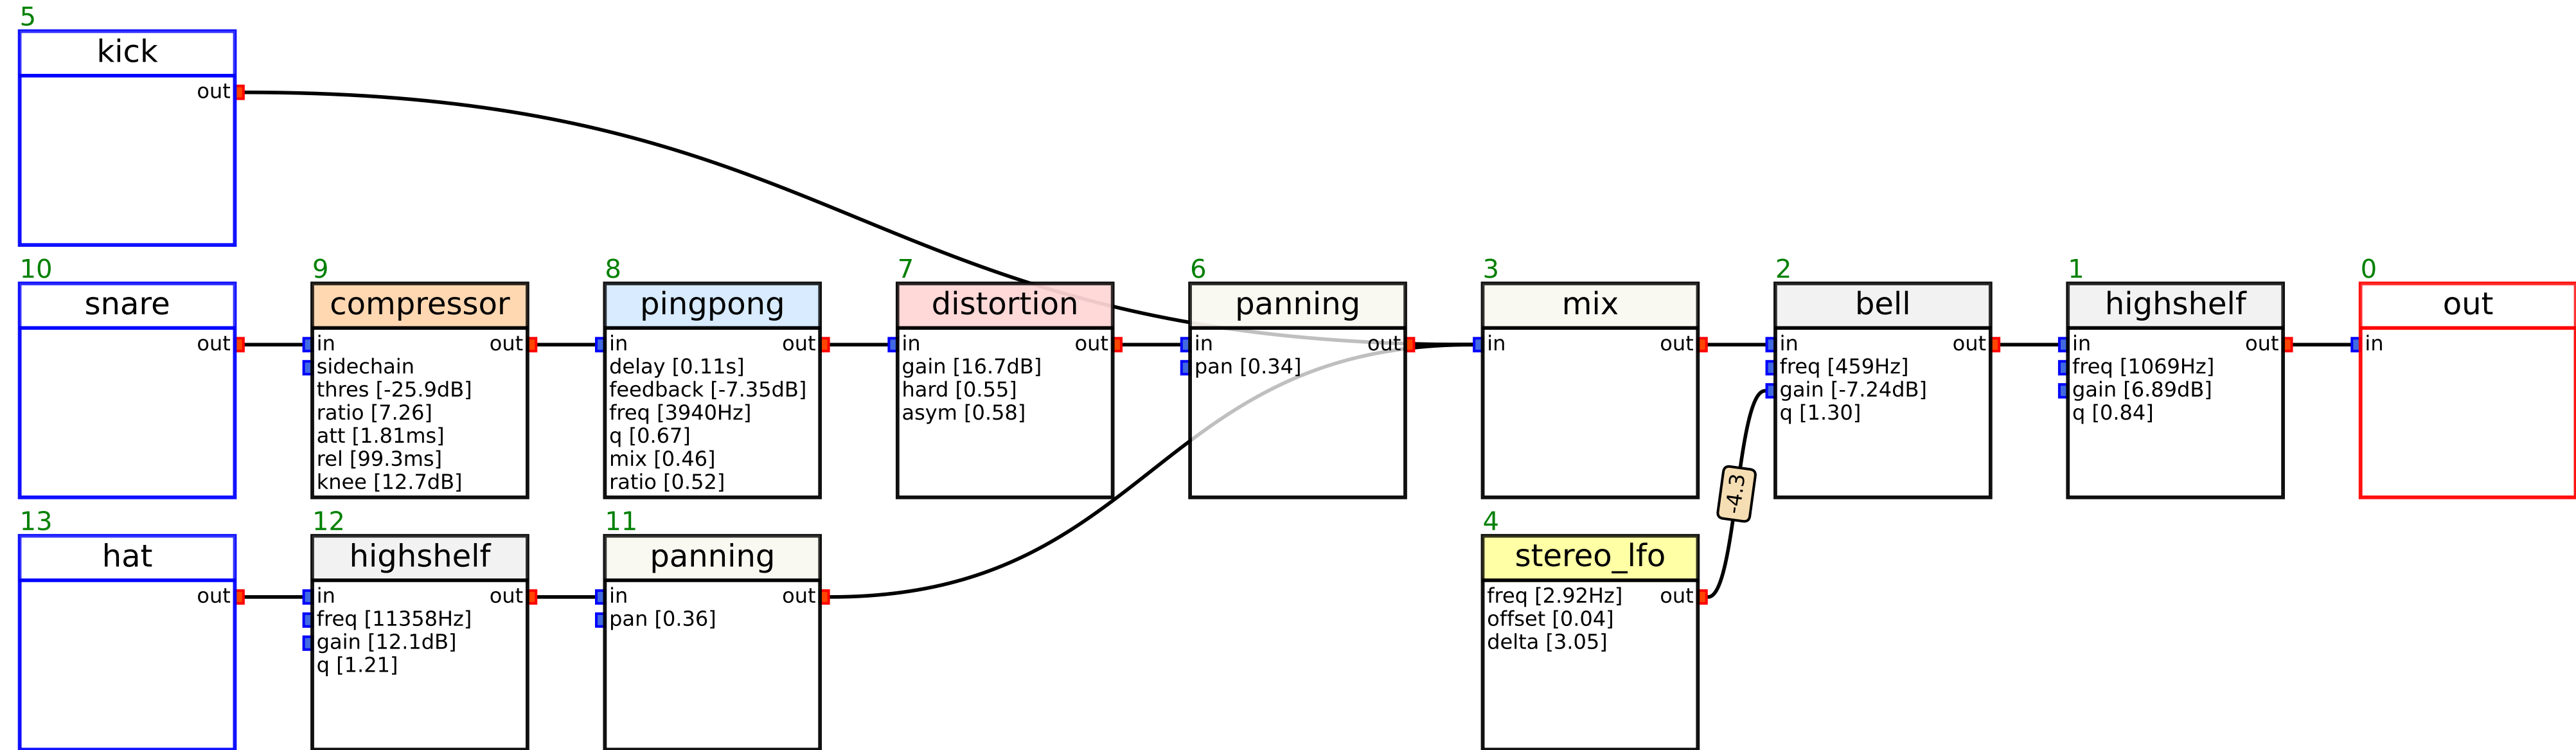 5
kick
out
10
snare
out
9
compressor
in out
sidechain
thres [-25.9dB]
ratio [7.26]
att [1.81ms]
rel [99.3ms]
knee [12.7dB]
8
pingpong
in out
delay [0.11s]
feedback [-7.35dB]
freq [3940Hz]
q [0.67]
mix [0.46]
ratio [0.52]
7
distortion
in out
gain [16.7dB]
hard [0.55]
asym [0.58]
6
panning
in out
pan [0.34]
3
mix
in out
2
bell
in out
freq [459Hz]
gain [-7.24dB]
q [1.30]
1
highshelf
in out
freq [1069Hz]
gain [6.89dB]
q [0.84]
0
out
in
13
hat
out
12
highshelf
in out
freq [11358Hz]
gain [12.1dB]
q [1.21]
11
panning
in out
pan [0.36]
4
stereo_lfo
freq [2.92Hz] out
offset [0.04]
delta [3.05]
-4.3